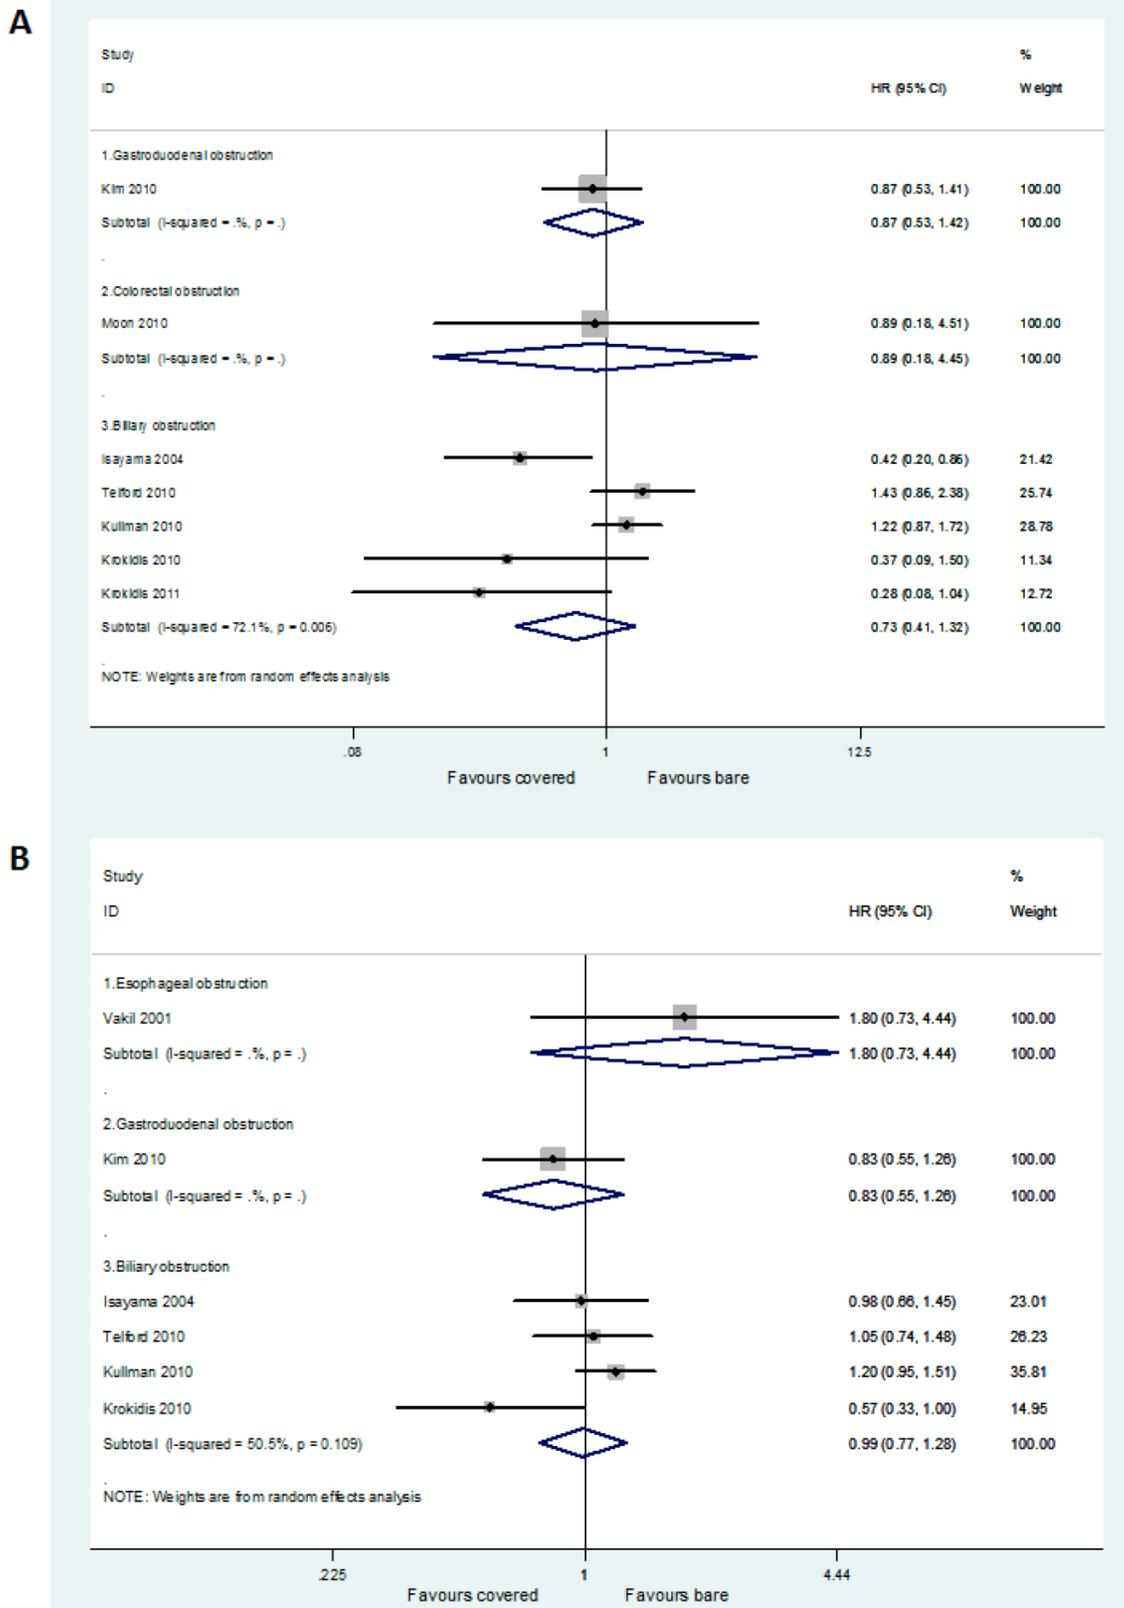 A
Study %
ID HR (95% CI) Weight
1.Gastroduodenal obstruction
Kim 2010 0.87 (0.53, 1.41) 100.00
Subtotal (I-squared = .%, p = .) 0.87 (0.53, 1.42) 100.00
.
2.Colorectal obstruction
Moon 2010 0.89 (0.18, 4.51) 100.00
Subtotal (I-squared = .%, p = .) 0.89 (0.18, 4.45) 100.00
.
3.Biliary obstruction
Isayama 2004 0.42 (0.20, 0.86) 21.42
Telford 2010 1.43 (0.86, 2.38) 25.74
Kullman 2010 1.22 (0.87, 1.72) 28.78
Krokidis 2010 0.37 (0.09, 1.50) 11.34
Krokidis 2011 0.28 (0.08, 1.04) 12.72
Subtotal (I-squared = 72.1%, p = 0.006) 0.73 (0.41, 1.32) 100.00
.
NOTE: Weights are from random effects analysis
.08 1 12.5
Favours covered Favours bare
B
Study %
ID HR (95% CI) Weight
1.Esophageal obstruction
Vakil 2001 1.80 (0.73, 4.44) 100.00
Subtotal (I-squared = .%, p = .) 1.80 (0.73, 4.44) 100.00
.
2.Gastroduodenal obstruction
Kim 2010 0.83 (0.55, 1.26) 100.00
Subtotal (I-squared = .%, p = .) 0.83 (0.55, 1.26) 100.00
.
3.Biliary obstruction
Isayama 2004 0.98 (0.66, 1.45) 23.01
Telford 2010 1.05 (0.74, 1.48) 26.23
Kullman 2010 1.20 (0.95, 1.51) 35.81
Krokidis 2010 0.57 (0.33, 1.00) 14.95
Subtotal (I-squared = 50.5%, p = 0.109) 0.99 (0.77, 1.28) 100.00
.
NOTE: Weights are from random effects analysis
.225 1 4.44
Favours covered Favours bare